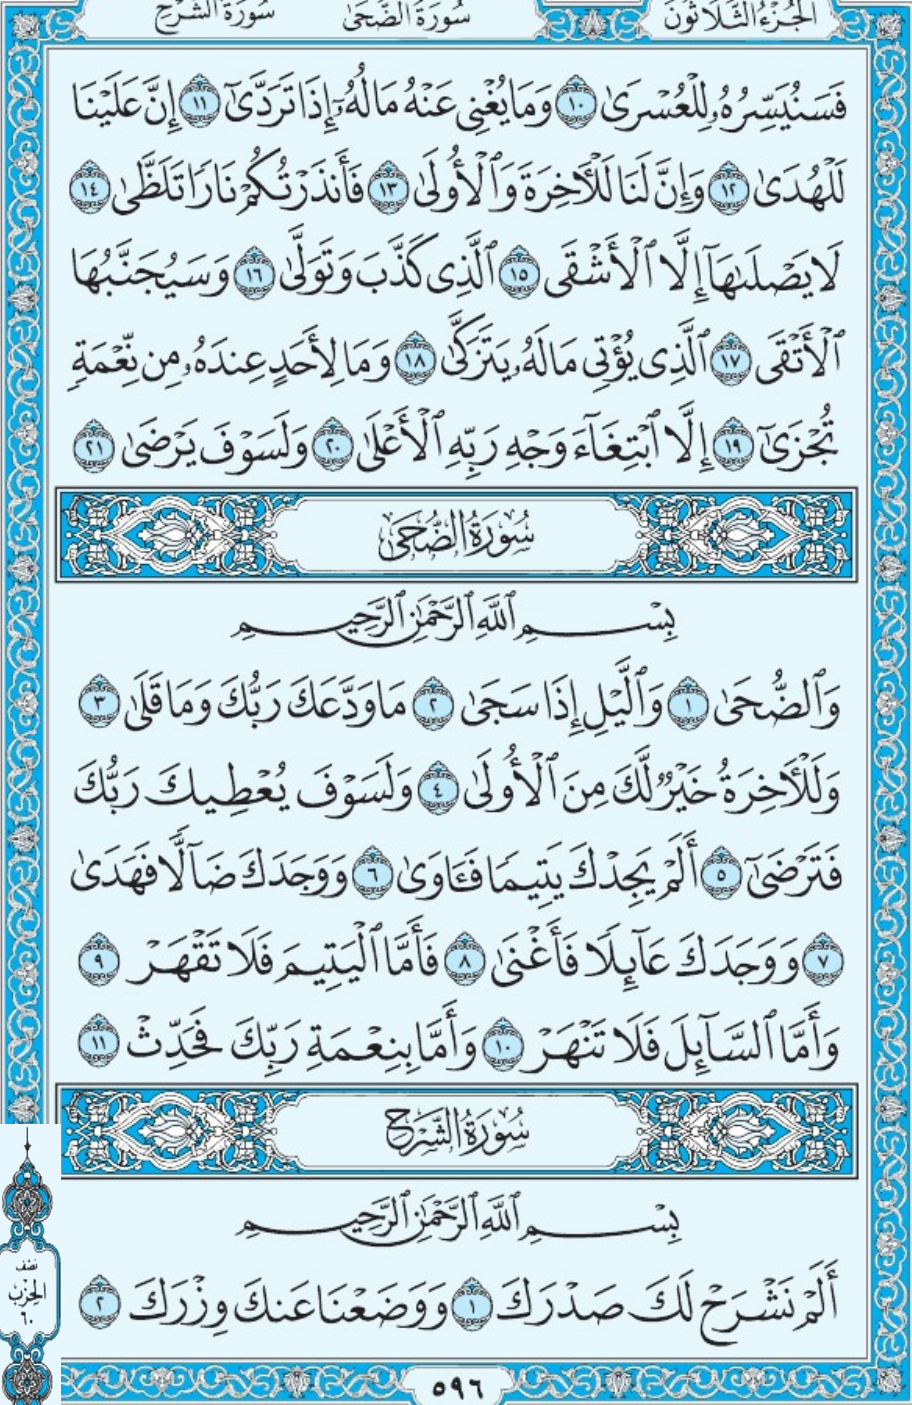 الجُزْءُ الثَّلَاثُونَ سُورَةُ الضُّحَىٰ سُورَةُ الشَّرْحِ
فَسَنُيَسِّرُهُۥ لِلْعُسْرَىٰ ١٠ وَمَا يُغْنِى عَنْهُ مَالُهُۥٓ إِذَا تَرَدَّىٰٓ ١١ إِنَّ عَلَيْنَا
لَلْهُدَىٰ ١٢ وَإِنَّ لَنَا لَلْـَٔاخِرَةَ وَٱلْأُولَىٰ ١٣ فَأَنذَرْتُكُمْ نَارًا تَلَظَّىٰ ١٤
لَا يَصْلَىٰهَآ إِلَّا ٱلْأَشْقَى ١٥ ٱلَّذِى كَذَّبَ وَتَوَلَّىٰ ١٦ وَسَيُجَنَّبُهَا
ٱلْأَتْقَى ١٧ ٱلَّذِى يُؤْتِى مَالَهُۥ يَتَزَكَّىٰ ١٨ وَمَا لِأَحَدٍ عِندَهُۥ مِن نِّعْمَةٍ
تُجْزَىٰٓ ١٩ إِلَّا ٱبْتِغَآءَ وَجْهِ رَبِّهِ ٱلْأَعْلَىٰ ٢٠ وَلَسَوْفَ يَرْضَىٰ ٢١
سُورَةُ الضُّحَىٰ
بِسْمِ ٱللَّهِ ٱلرَّحْمَٰنِ ٱلرَّحِيمِ
وَٱلضُّحَىٰ ١ وَٱلَّيْلِ إِذَا سَجَىٰ ٢ مَا وَدَّعَكَ رَبُّكَ وَمَا قَلَىٰ ٣
وَلَلْـَٔاخِرَةُ خَيْرٌ لَّكَ مِنَ ٱلْأُولَىٰ ٤ وَلَسَوْفَ يُعْطِيكَ رَبُّكَ
فَتَرْضَىٰٓ ٥ أَلَمْ يَجِدْكَ يَتِيمًا فَـَٔاوَىٰ ٦ وَوَجَدَكَ ضَآلًّا فَهَدَىٰ
٧ وَوَجَدَكَ عَآئِلًا فَأَغْنَىٰ ٨ فَأَمَّا ٱلْيَتِيمَ فَلَا تَقْهَرْ ٩
وَأَمَّا ٱلسَّآئِلَ فَلَا تَنْهَرْ ١٠ وَأَمَّا بِنِعْمَةِ رَبِّكَ فَحَدِّثْ ١١
سُورَةُ الشَّرْحِ
بِسْمِ ٱللَّهِ ٱلرَّحْمَٰنِ ٱلرَّحِيمِ
أَلَمْ نَشْرَحْ لَكَ صَدْرَكَ ١ وَوَضَعْنَا عَنكَ وِزْرَكَ ٢
نصف
الحزب
٦٠
٥٩٦